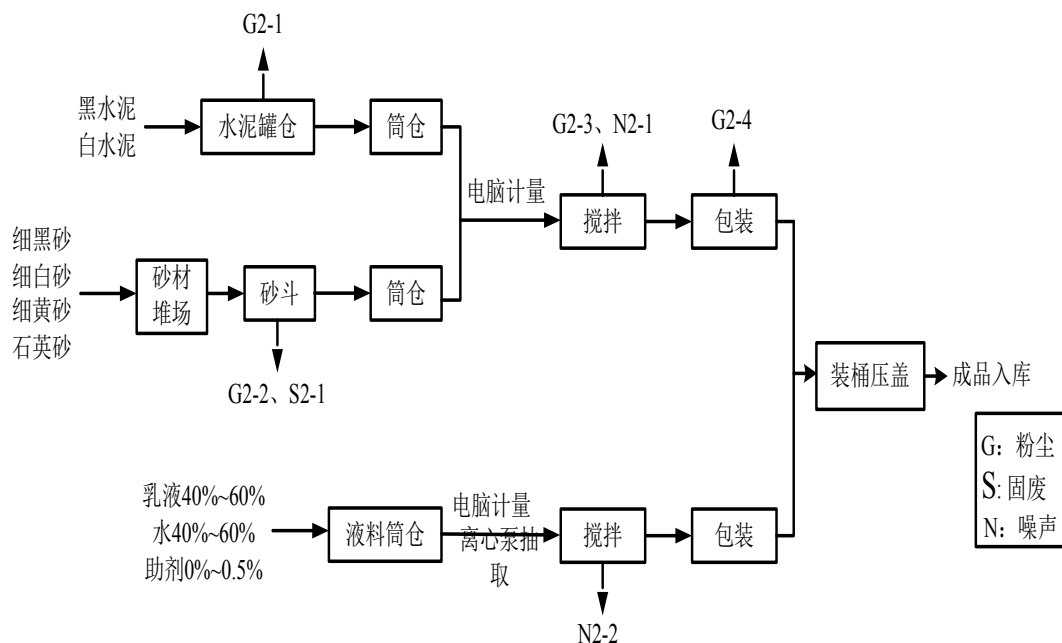 G2-1
黑水泥
白水泥
水泥罐仓
筒仓
G2-3、N2-1
G2-4
电脑计量
搅拌
包装
细黑砂
细白砂
细黄砂
石英砂
砂材
堆场
砂斗
筒仓
G2-2、S2-1
装桶压盖
成品入库
G：粉尘
S:固废
N：噪声
乳液40%~60%
水40%~60%
助剂0%~0.5%
液料筒仓
电脑计量
离心泵抽
取
搅拌
包装
N2-2